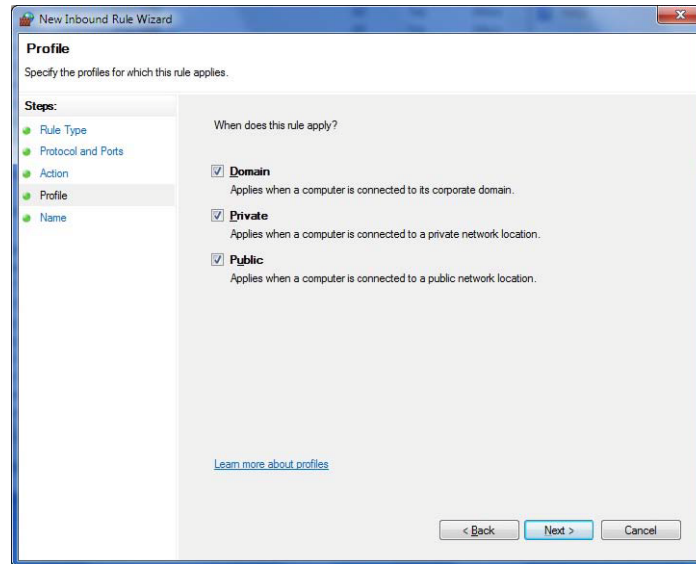 New Inbound Rule Wizard
Profile
Specify the profiles for which this rule applies.
Steps:
Rule Type
Protocol and Ports
Action
Profile
Name
When does this rule apply?
Domain
Applies when a computer is connected to its corporate domain.
Private
Applies when a computer is connected to a private network location.
Public
Applies when a computer is connected to a public network location.
Learn more about profiles
< Back
Next >
Cancel